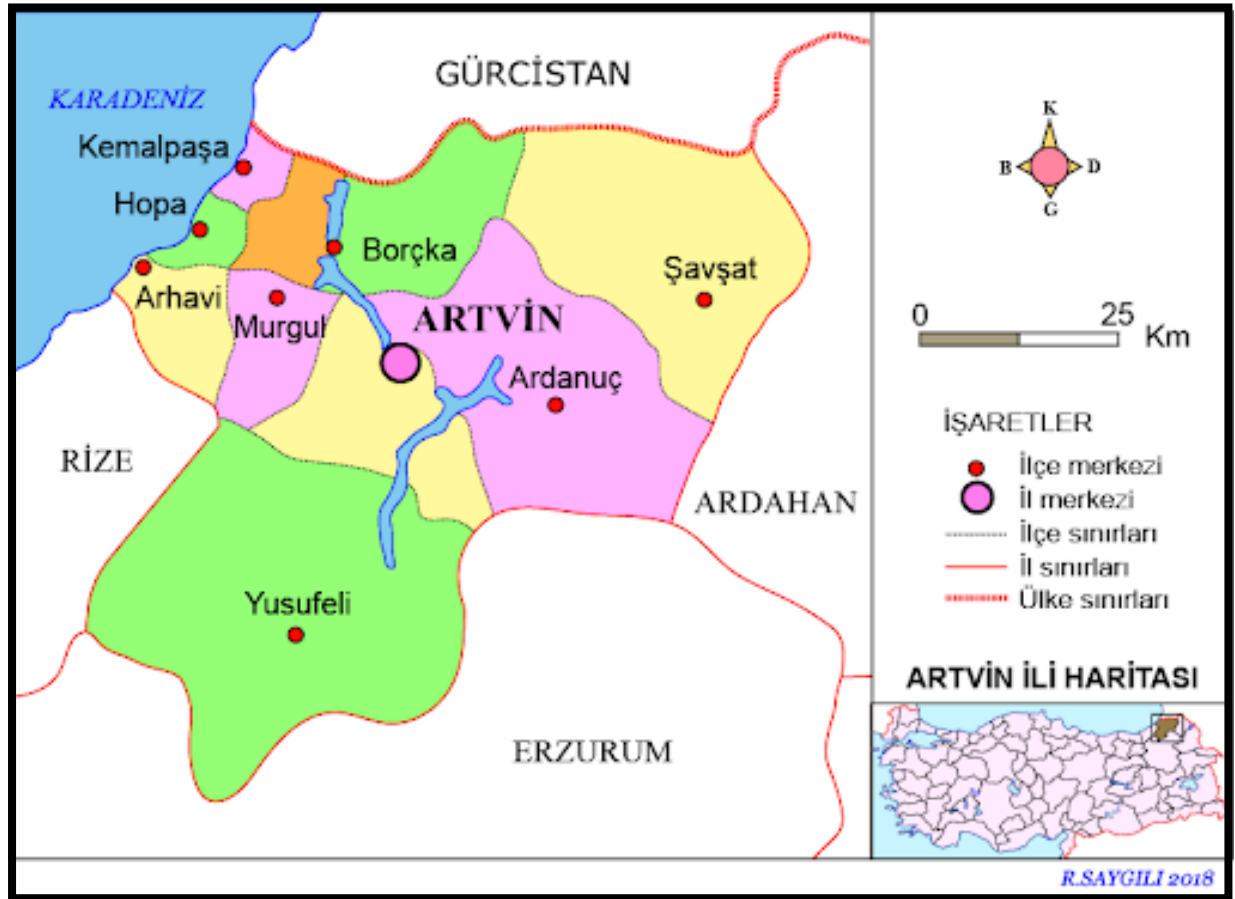 GÜRCİSTAN
KARADENİZ
Kemalpaşa
Hopa
Borçka
Şavşat
Arhavi
Murgul
ARTVİN
Ardanuç
RİZE
ARDAHAN
Yusufeli
ERZURUM
K
B D
G
0 25 Km
İŞARETLER
İlçe merkezi
İl merkezi
İlçe sınırları
İl sınırları
Ülke sınırları
ARTVİN İLİ HARİTASI
R.SAYGILI 2018